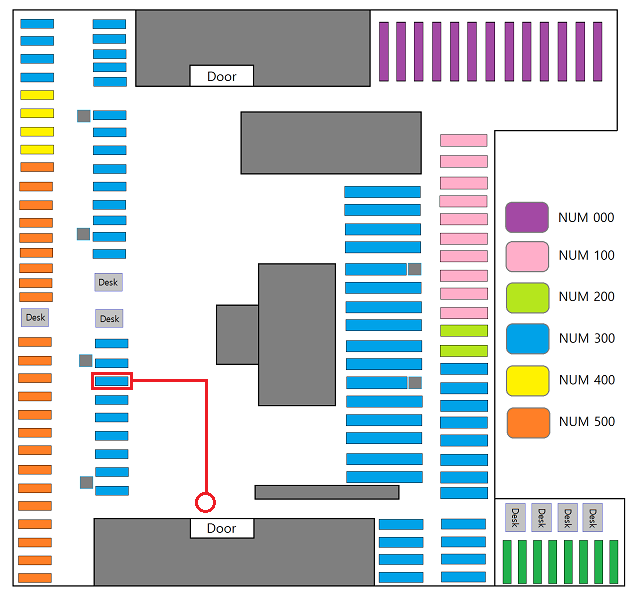 Door
NUM 000
NUM 100
Desk
NUM 200
Desk
Desk
NUM 300
NUM 400
NUM 500
Desk
Desk
Desk
Desk
Door